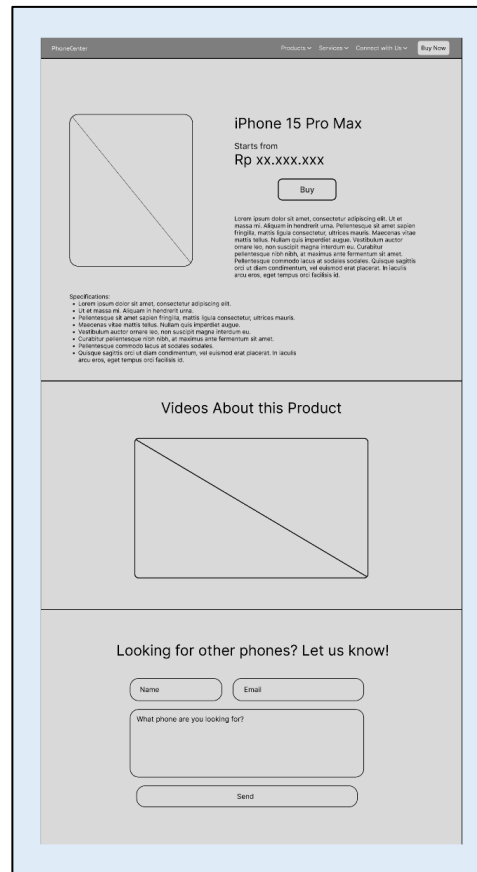 PhoneCenter Products Services Connect with Us Buy Now
iPhone 15 Pro Max
Starts from
Rp xx.xxx.xxx
Buy
Lorem ipsum dolor sit amet, consectetur adipiscing elit. Ut et
massa mi. Aliquam in hendrerit urna. Pellentesque sit amet sapien
fringilla, mattis ligula consectetur, ultrices mauris. Maecenas vitae
mattis tellus. Nullam quis imperdiet augue. Vestibulum auctor
ornare leo, non suscipit magna interdum eu. Curabitur
pellentesque nibh nibh, at maximus ante fermentum sit amet.
Pellentesque commodo lacus at sodales sodales. Quisque sagittis
orci ut diam condimentum, vel euismod erat placerat. In iaculis
arcu eros, eget tempus orci facilisis id.
Specifications:
• Lorem ipsum dolor sit amet, consectetur adipiscing elit.
• Ut et massa mi. Aliquam in hendrerit urna.
• Pellentesque sit amet sapien fringilla, mattis ligula consectetur, ultrices mauris.
• Maecenas vitae mattis tellus. Nullam quis imperdiet augue.
• Vestibulum auctor ornare leo, non suscipit magna interdum eu.
• Curabitur pellentesque nibh nibh, at maximus ante fermentum sit amet.
• Pellentesque commodo lacus at sodales sodales.
• Quisque sagittis orci ut diam condimentum, vel euismod erat placerat. In iaculis
arcu eros, eget tempus orci facilisis id.
Videos About this Product
Looking for other phones? Let us know!
Name Email
What phone are you looking for?
Send